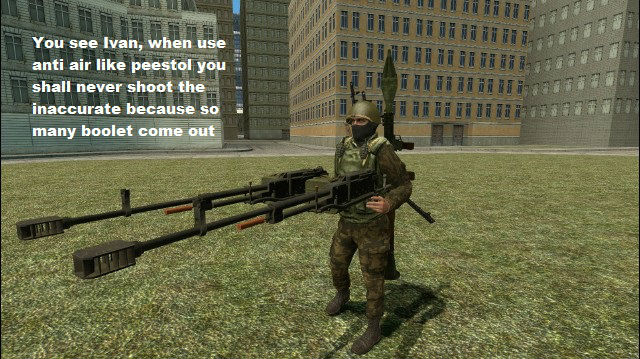 You see Ivan, when use
anti air like peestol you
shall never shoot the
inaccurate because so
many boolet come out